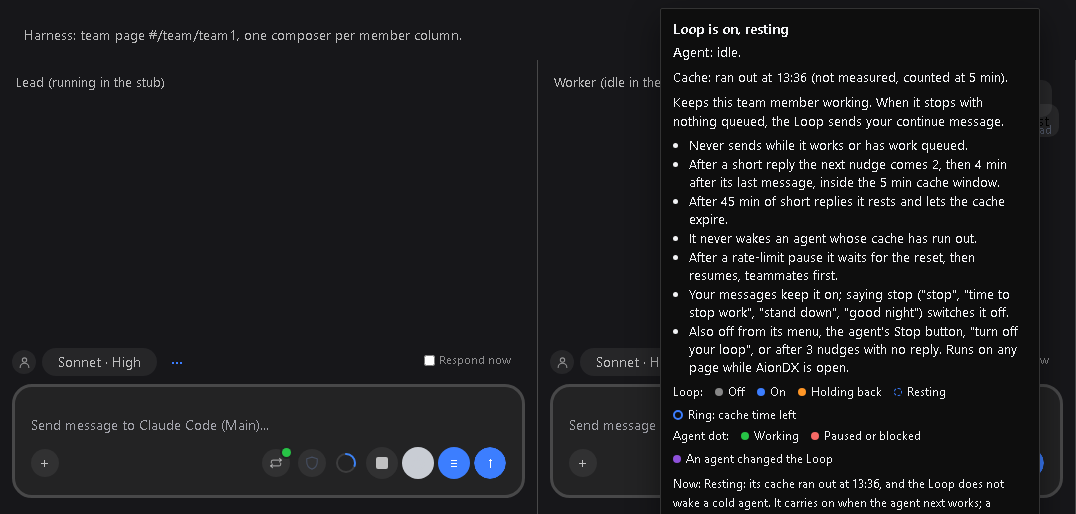 Harness: team page #/team/team1, one composer per member column.
Lead (running in the stub)
Sonnet · High
...
Respond now
Send message to Claude Code (Main)...
Worker (idle in the
Sonnet · H
Send message
Loop is on, resting
Agent: idle.
Cache: ran out at 13:36 (not measured, counted at 5 min).
Keeps this team member working. When it stops with
nothing queued, the Loop sends your continue message.
• Never sends while it works or has work queued.
• After a short reply the next nudge comes 2, then 4 min
after its last message, inside the 5 min cache window.
• After 45 min of short replies it rests and lets the cache
expire.
• It never wakes an agent whose cache has run out.
• After a rate-limit pause it waits for the reset, then
resumes, teammates first.
• Your messages keep it on; saying stop ("stop", "time to
stop work", "stand down", "good night") switches it off.
• Also off from its menu, the agent's Stop button, "turn off
your loop", or after 3 nudges with no reply. Runs on any
page while AionDX is open.
Loop: Off On Holding back Resting
Ring: cache time left
Agent dot: Working Paused or blocked
An agent changed the Loop
Now: Resting: its cache ran out at 13:36, and the Loop does not
wake a cold agent. It carries on when the agent next works; a